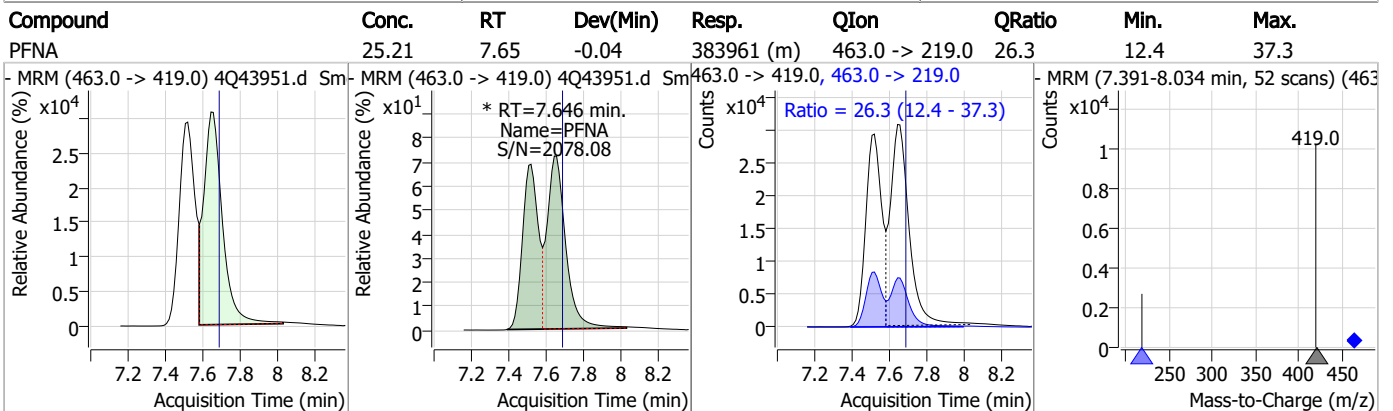 Compound Conc. RT Dev(Min) Resp. QIon QRatio Min. Max.
PFNA 25.21 7.65 -0.04 383961 (m) 463.0 -> 219.0 26.3 12.4 37.3
- MRM (463.0 -> 419.0) 4Q43951.d Sm
Relative Abundance (%)
x10⁴
2.5
2
1.5
1
0.5
0
7.2 7.4 7.6 7.8 8 8.2
Acquisition Time (min)
- MRM (463.0 -> 419.0) 4Q43951.d Sm
Relative Abundance (%)
x10¹
* RT=7.646 min.
Name=PFNA
S/N=2078.08
8
7
6
5
4
3
2
1
0
7.2 7.4 7.6 7.8 8 8.2
Acquisition Time (min)
463.0 -> 419.0, 463.0 -> 219.0
Counts
x10⁴
Ratio = 26.3 (12.4 - 37.3)
2.5
2
1.5
1
0.5
0
7.2 7.4 7.6 7.8 8 8.2
Acquisition Time (min)
- MRM (7.391-8.034 min, 52 scans) (463
Counts
x10⁴
419.0
1
0.8
0.6
0.4
0.2
0
250 300 350 400 450
Mass-to-Charge (m/z)